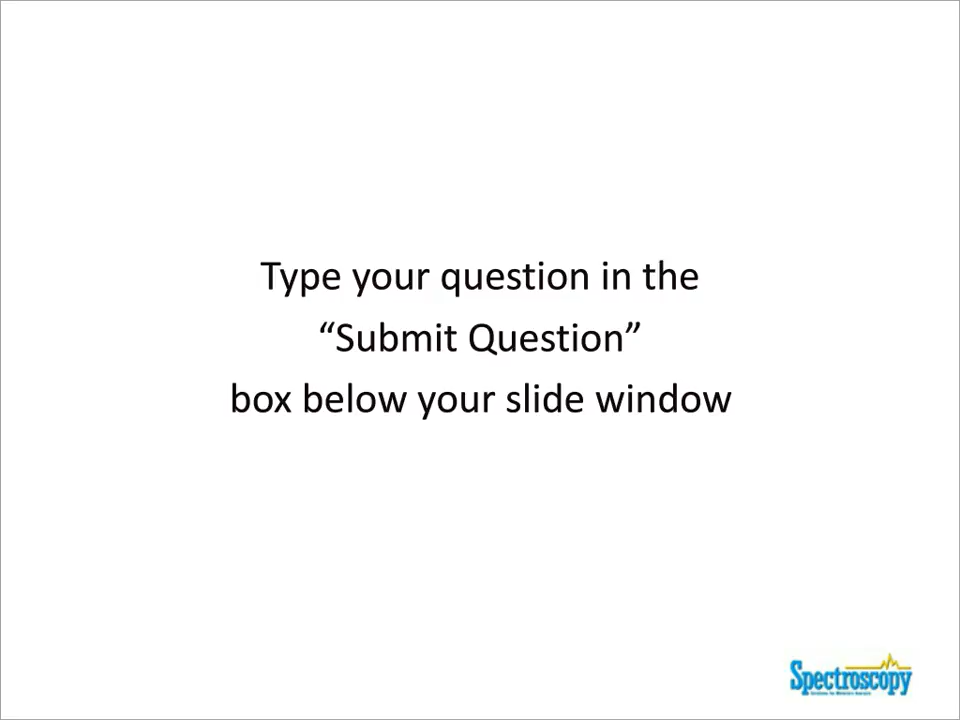 Type your question in the
“Submit Question”
box below your slide window
Spectroscopy